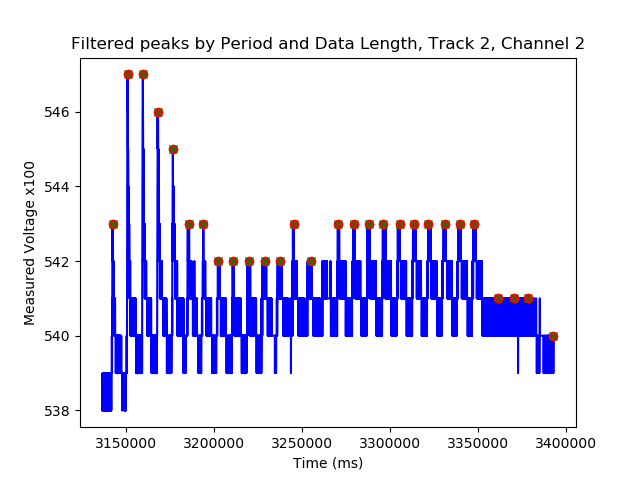 Filtered peaks by Period and Data Length, Track 2, Channel 2
Measured Voltage x100
546
544
542
540
538
3150000 3200000 3250000 3300000 3350000 3400000
Time (ms)